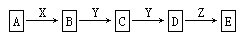 A X B Y C Y D Z E